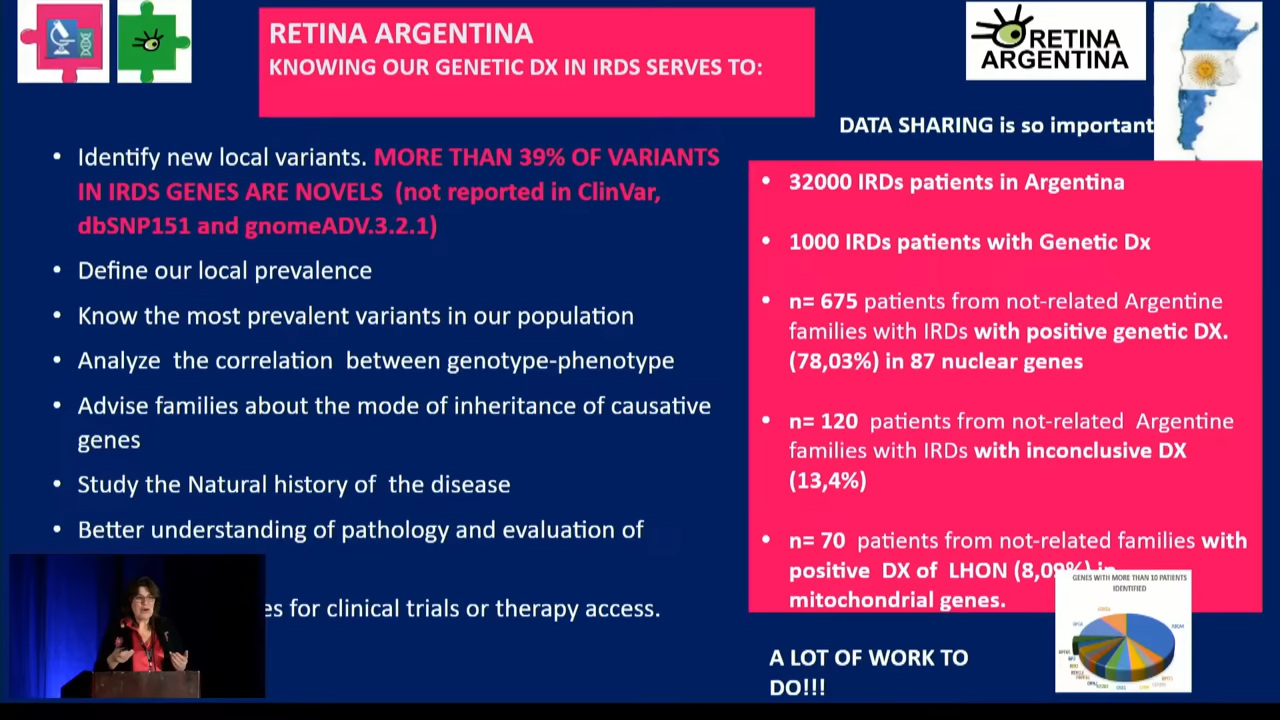 RETINA ARGENTINA
KNOWING OUR GENETIC DX IN IRDS SERVES TO:
RETINA
ARGENTINA
DATA SHARING is so important
• Identify new local variants. MORE THAN 39% OF VARIANTS
IN IRDS GENES ARE NOVELS (not reported in ClinVar,
dbSNP151 and gnomeADV.3.2.1)
• Define our local prevalence
• Know the most prevalent variants in our population
• Analyze the correlation between genotype-phenotype
• Advise families about the mode of inheritance of causative
genes
• Study the Natural history of the disease
• Better understanding of pathology and evaluation of
for clinical trials or therapy access.
• 32000 IRDs patients in Argentina
• 1000 IRDs patients with Genetic Dx
• n= 675 patients from not-related Argentine
families with IRDs with positive genetic DX.
(78,03%) in 87 nuclear genes
• n= 120 patients from not-related Argentine
families with IRDs with inconclusive DX
(13,4%)
• n= 70 patients from not-related families with
positive DX of LHON (8,09%) in
mitochondrial genes.
GENES WITH MORE THAN 10 PATIENTS
IDENTIFIED
A LOT OF WORK TO
DO!!!